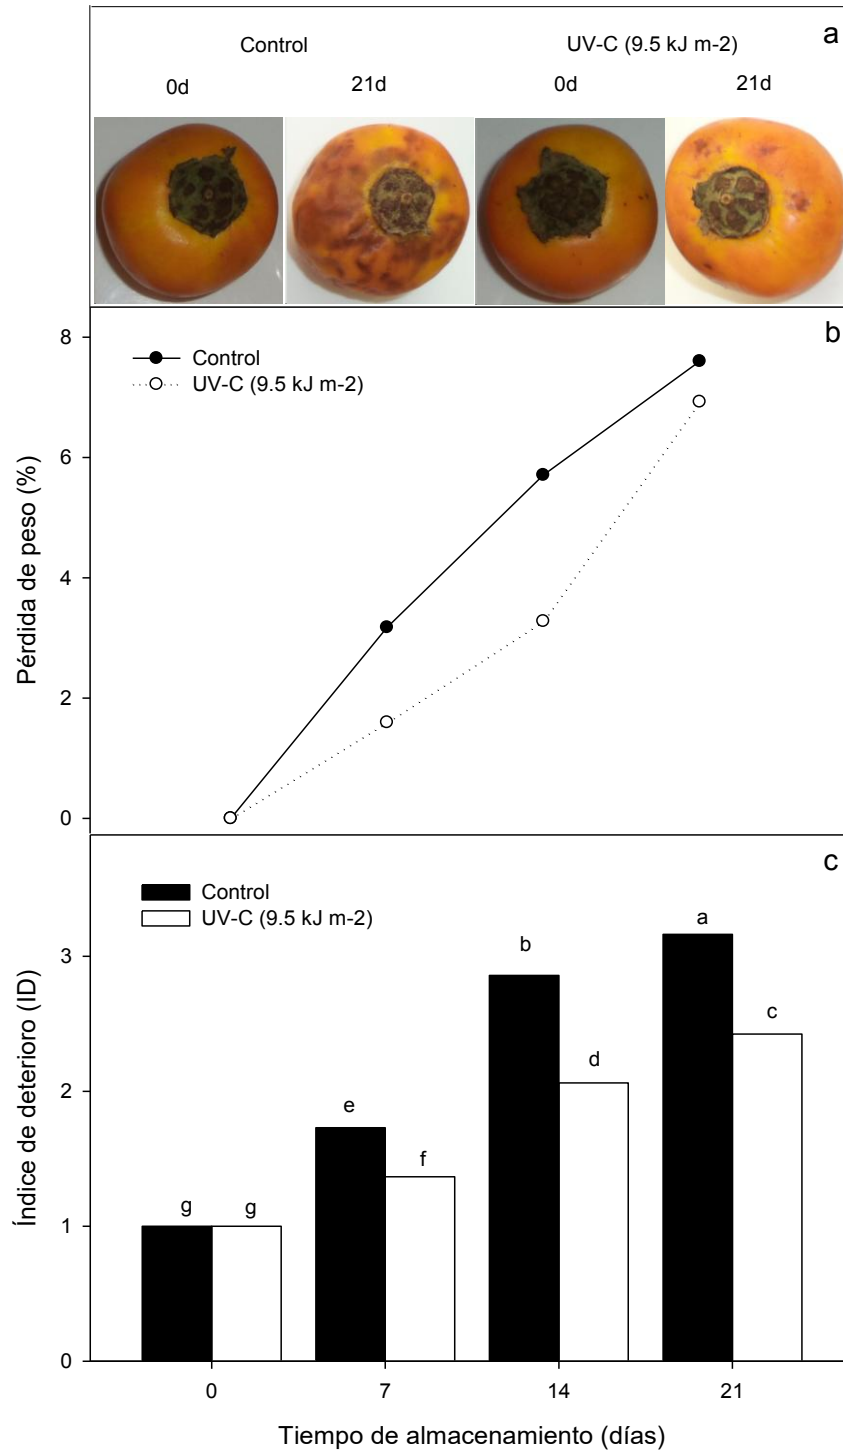 a
Control UV-C (9.5 kJ m-2)
0d 21d 0d 21d
b
8
6
4
2
0
Pérdida de peso (%)
Control
UV-C (9.5 kJ m-2)
c
Control
UV-C (9.5 kJ m-2)
3
2
1
0
Índice de deterioro (ID)
g g e f b d a c
0 7 14 21
Tiempo de almacenamiento (días)